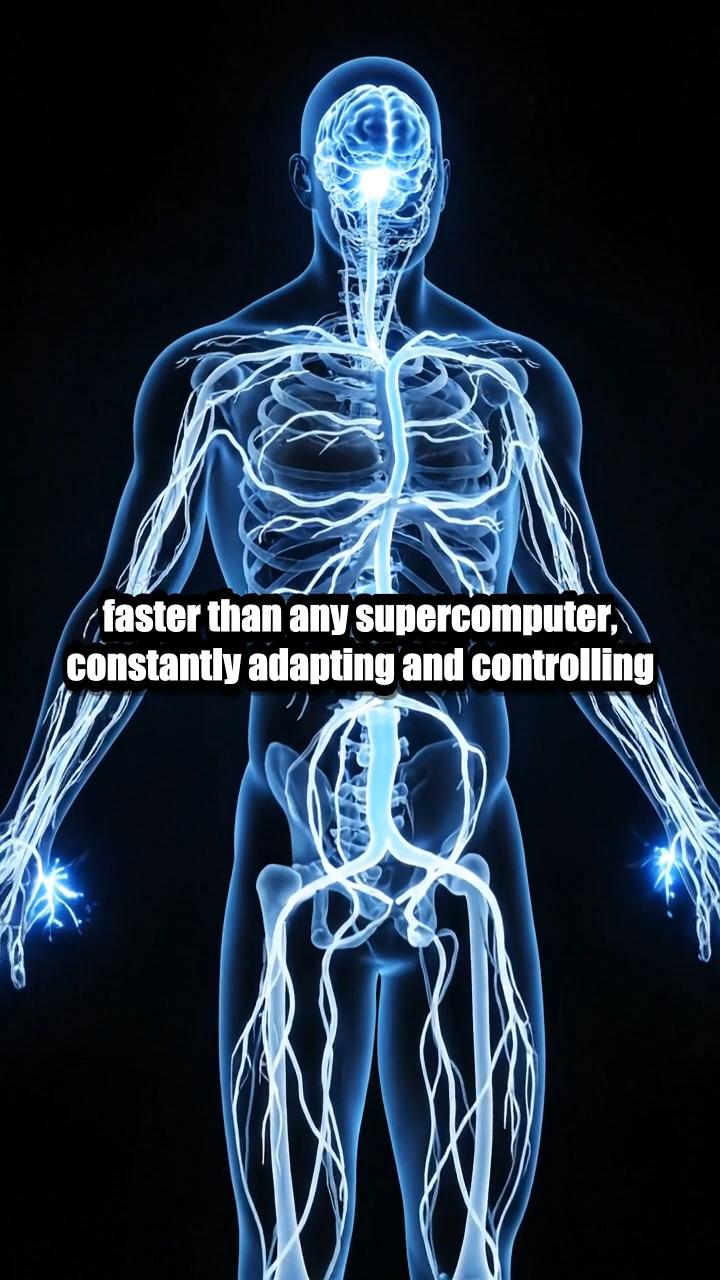 faster than any supercomputer,
constantly adapting and controlling